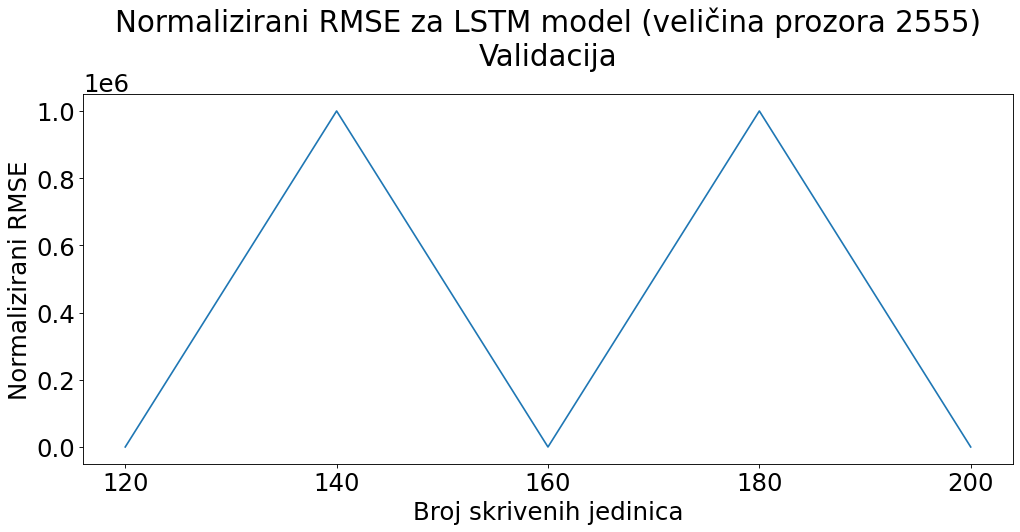 Normalizirani RMSE za LSTM model (veličina prozora 2555)
Validacija
1e6
1.0
0.8
0.6
0.4
0.2
0.0
Normalizirani RMSE
120 140 160 180 200
Broj skrivenih jedinica